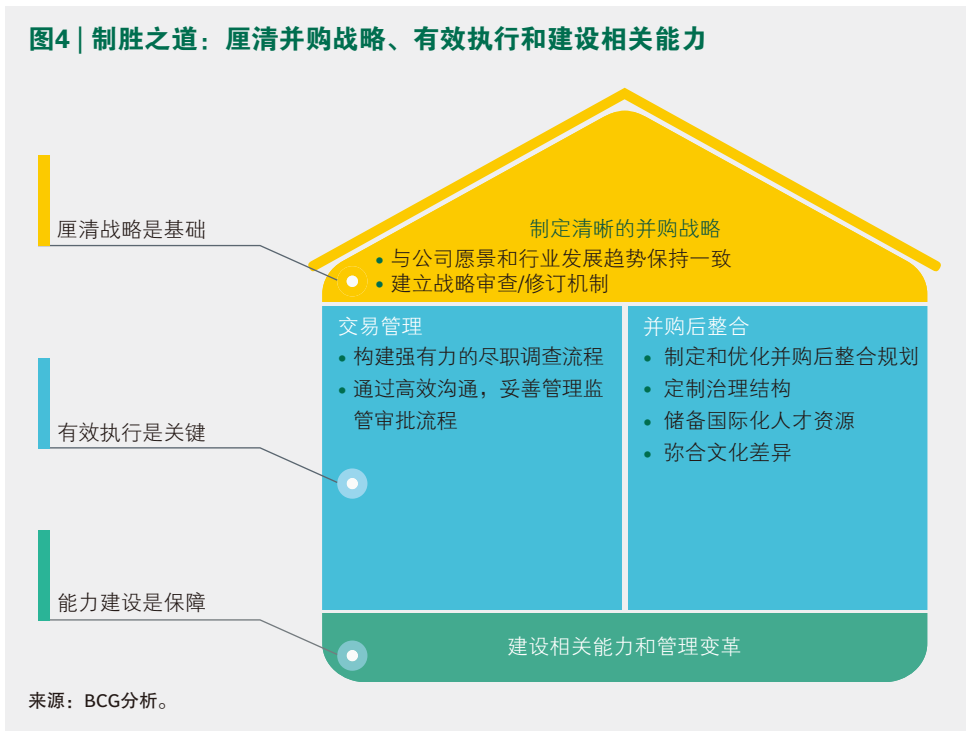 图4 | 制胜之道：厘清并购战略、有效执行和建设相关能力
厘清战略是基础
制定清晰的并购战略
• 与公司愿景和行业发展趋势保持一致
• 建立战略审查/修订机制
有效执行是关键
交易管理
• 构建强有力的尽职调查流程
• 通过高效沟通，妥善管理监
管审批流程
并购后整合
• 制定和优化并购后整合规划
• 定制治理结构
• 储备国际化人才资源
• 弥合文化差异
能力建设是保障
建设相关能力和管理变革
来源：BCG分析。